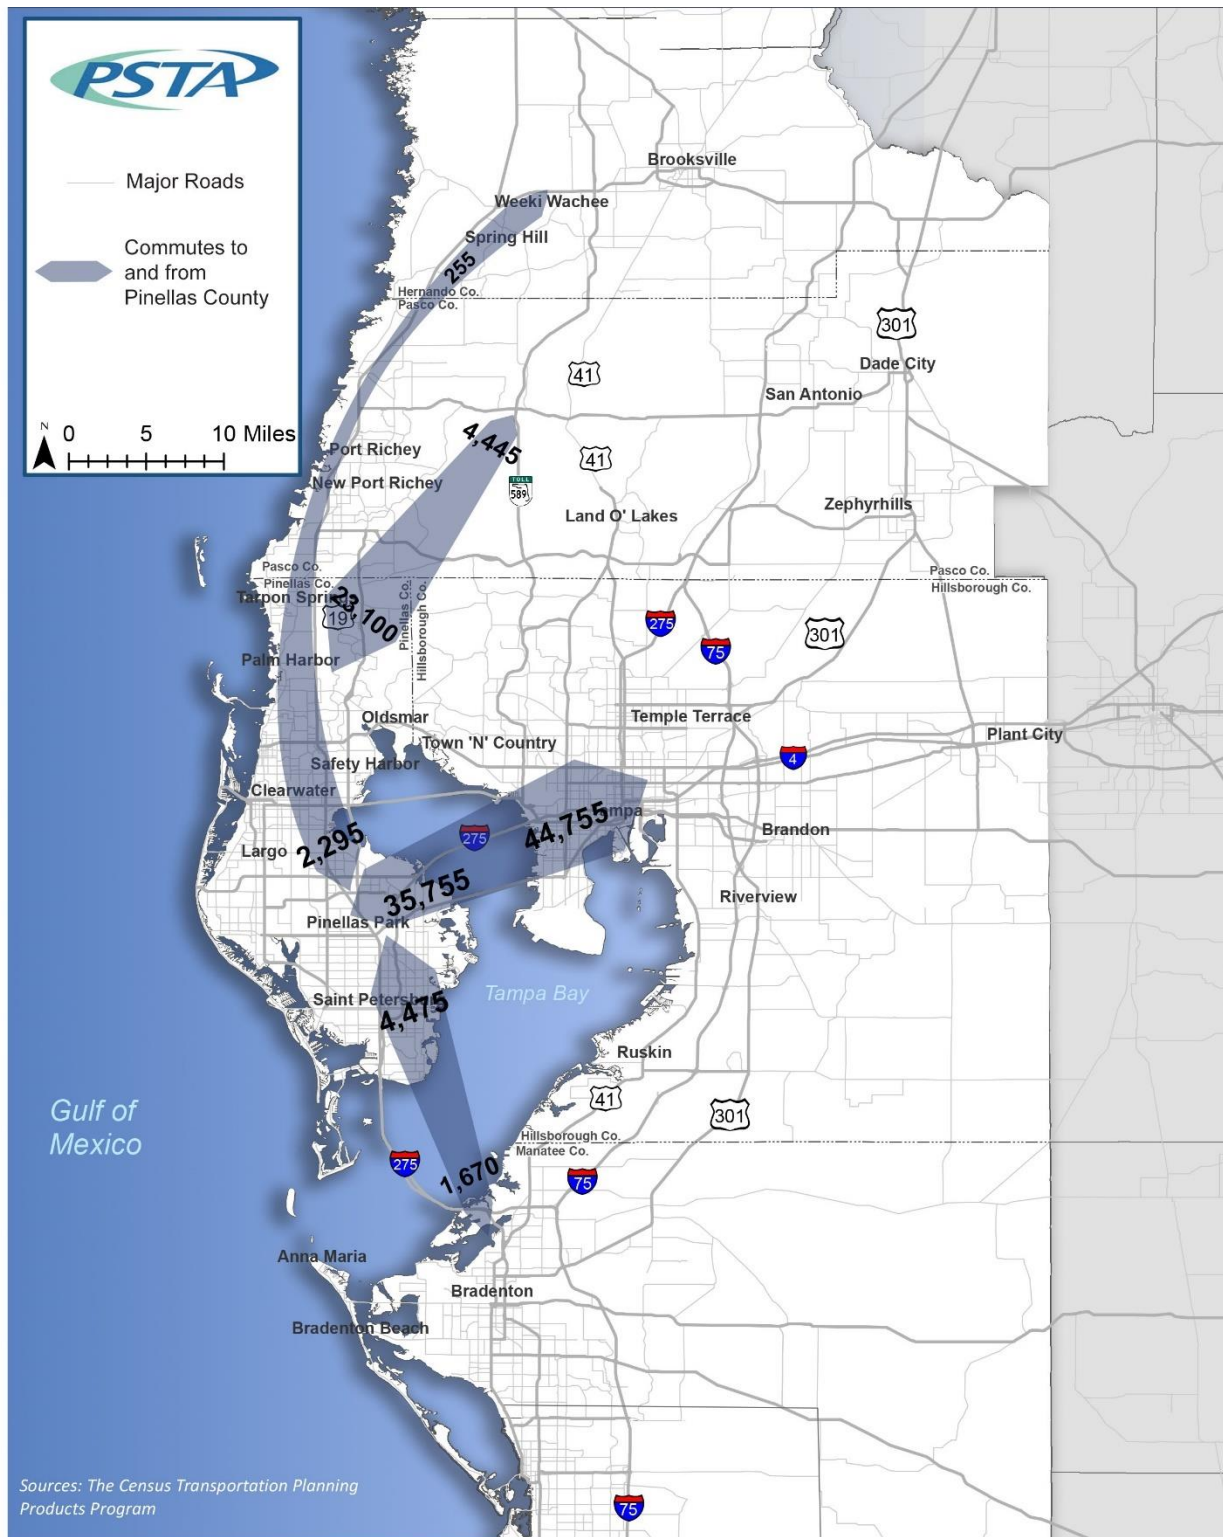 PSTA
Major Roads
Commutes to
and from
Pinellas County
N
0 5 10 Miles
Brooksville
Weeki Wachee
Spring Hill
255
Hernando Co.
Pasco Co.
301
41
Dade City
San Antonio
4,445
Port Richey
41
New Port Richey
TOLL
589
Zephyrhills
Land O' Lakes
Pasco Co.
Pinellas Co.
Pasco Co.
Hillsborough Co.
Tarpon Springs
23,100
19
Pinellas Co.
Hillsborough Co.
275
75
301
Palm Harbor
Oldsmar
Temple Terrace
Town 'N' Country
Plant City
Safety Harbor
4
Clearwater
44,755
Tampa
275
Brandon
2,295
Largo
35,755
Riverview
Pinellas Park
Saint Petersburg
4,475
Tampa Bay
Ruskin
41
301
Gulf of
Mexico
Hillsborough Co.
Manatee Co.
275
1,670
75
Anna Maria
Bradenton
Bradenton Beach
Sources: The Census Transportation Planning
Products Program
75